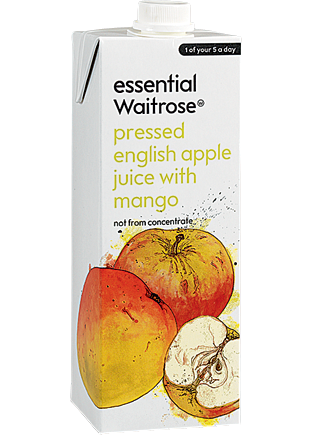 1 of your 5 a day
essential
Waitrose
pressed
english apple
juice with
mango
not from concentrate